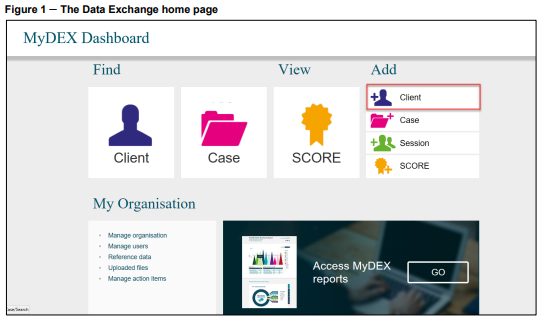 Figure 1 – The Data Exchange home page
MyDEX Dashboard
Find
View
Add
Client
Case
SCORE
Client
Case
Session
SCORE
My Organisation
Manage organisation
Manage users
Reference data
Uploaded files
Manage action items
Access MyDEX
reports
GO